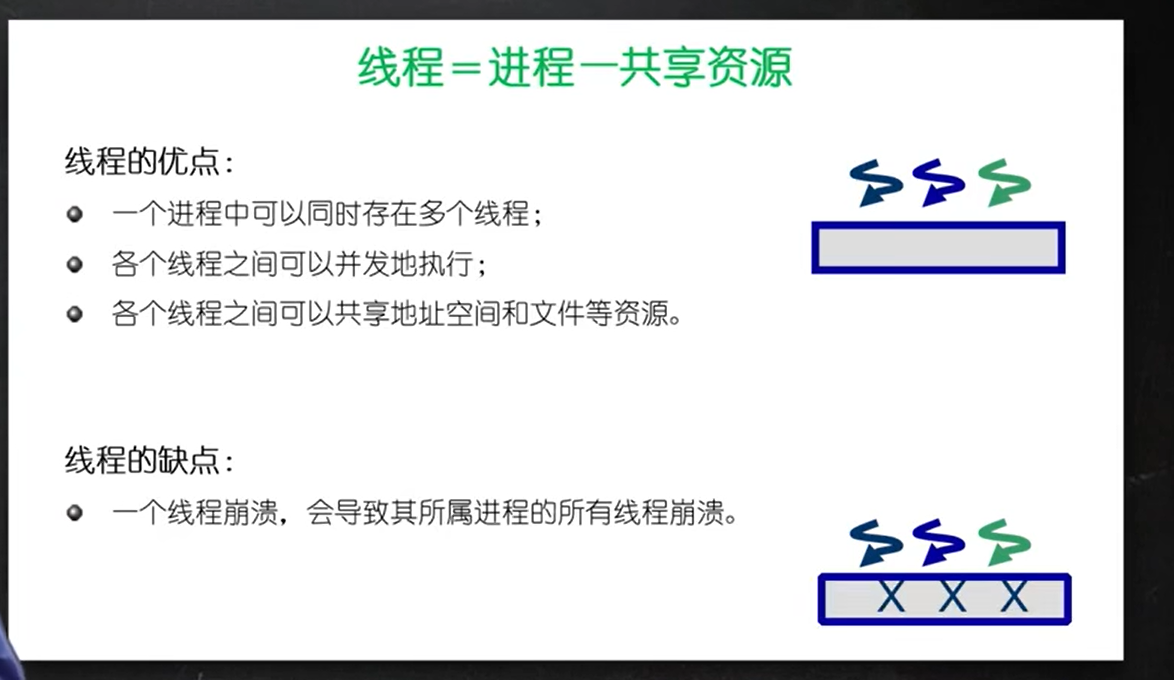 线程＝进程－共享资源
线程的优点：
一个进程中可以同时存在多个线程；
各个线程之间可以并发地执行；
各个线程之间可以共享地址空间和文件等资源。
线程的缺点：
一个线程崩溃，会导致其所属进程的所有线程崩溃。
X X X